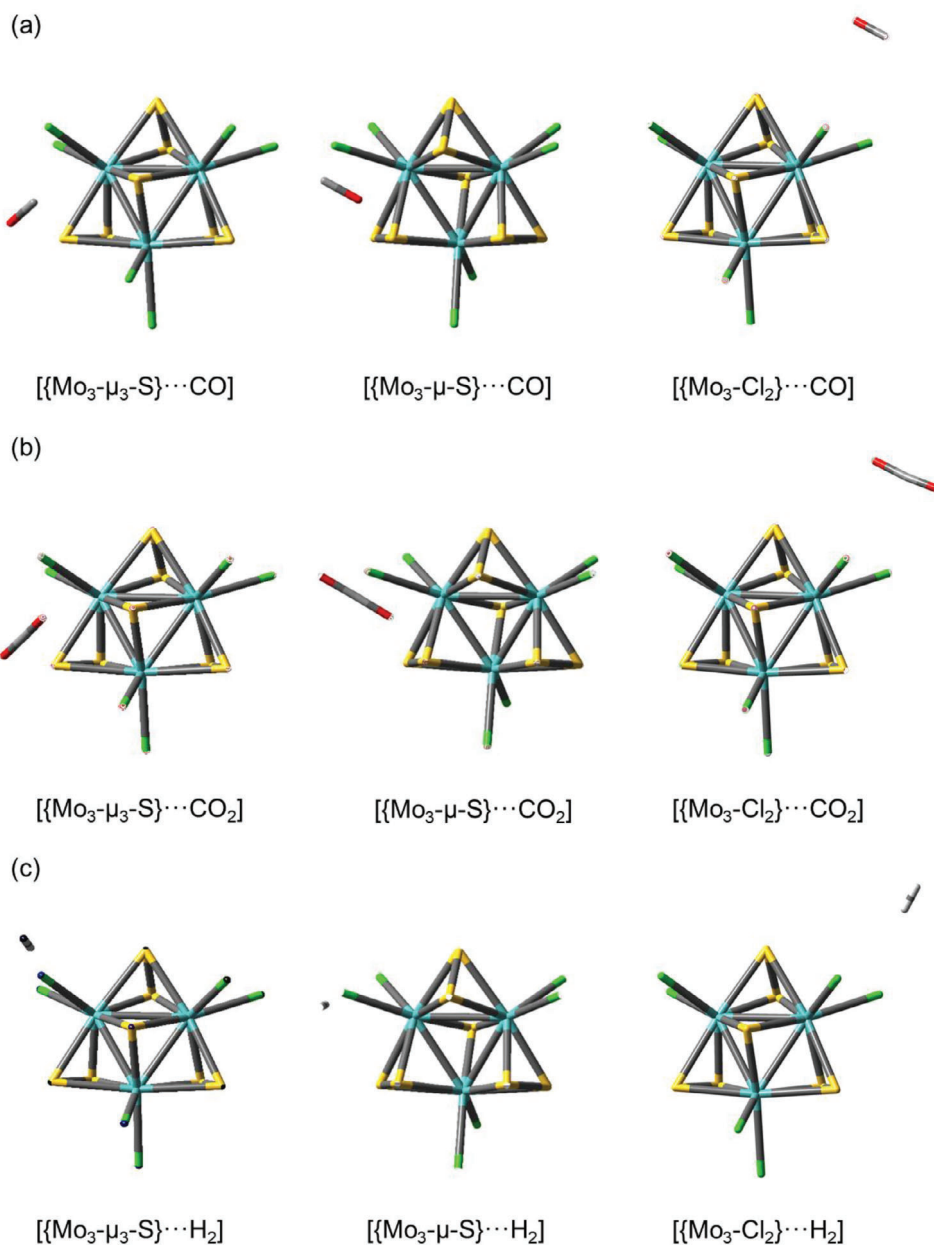 (a)
[{Mo₃-μ₃-S}···CO] [{Mo₃-μ-S}···CO] [{Mo₃-Cl₂}···CO]
(b)
[{Mo₃-μ₃-S}···CO₂] [{Mo₃-μ-S}···CO₂] [{Mo₃-Cl₂}···CO₂]
(c)
[{Mo₃-μ₃-S}···H₂] [{Mo₃-μ-S}···H₂] [{Mo₃-Cl₂}···H₂]